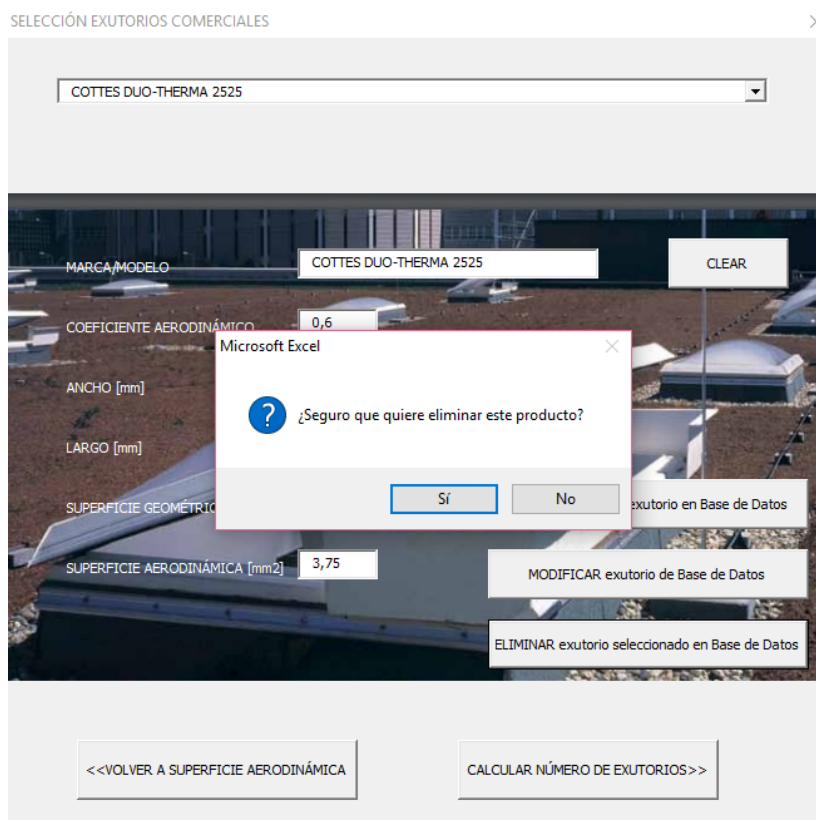 SELECCIÓN EXUTORIOS COMERCIALES
COTTES DUO-THERMA 2525
MARCA/MODELO
COTTES DUO-THERMA 2525
CLEAR
COEFICIENTE AERODINÁMICO
0,6
Microsoft Excel
ANCHO [mm]
¿Seguro que quiere eliminar este producto?
LARGO [mm]
Sí
No
SUPERFICIE GEOMÉTRIC
exutorio en Base de Datos
SUPERFICIE AERODINÁMICA [mm2]
3,75
MODIFICAR exutorio de Base de Datos
ELIMINAR exutorio seleccionado en Base de Datos
<<VOLVER A SUPERFICIE AERODINÁMICA
CALCULAR NÚMERO DE EXUTORIOS>>